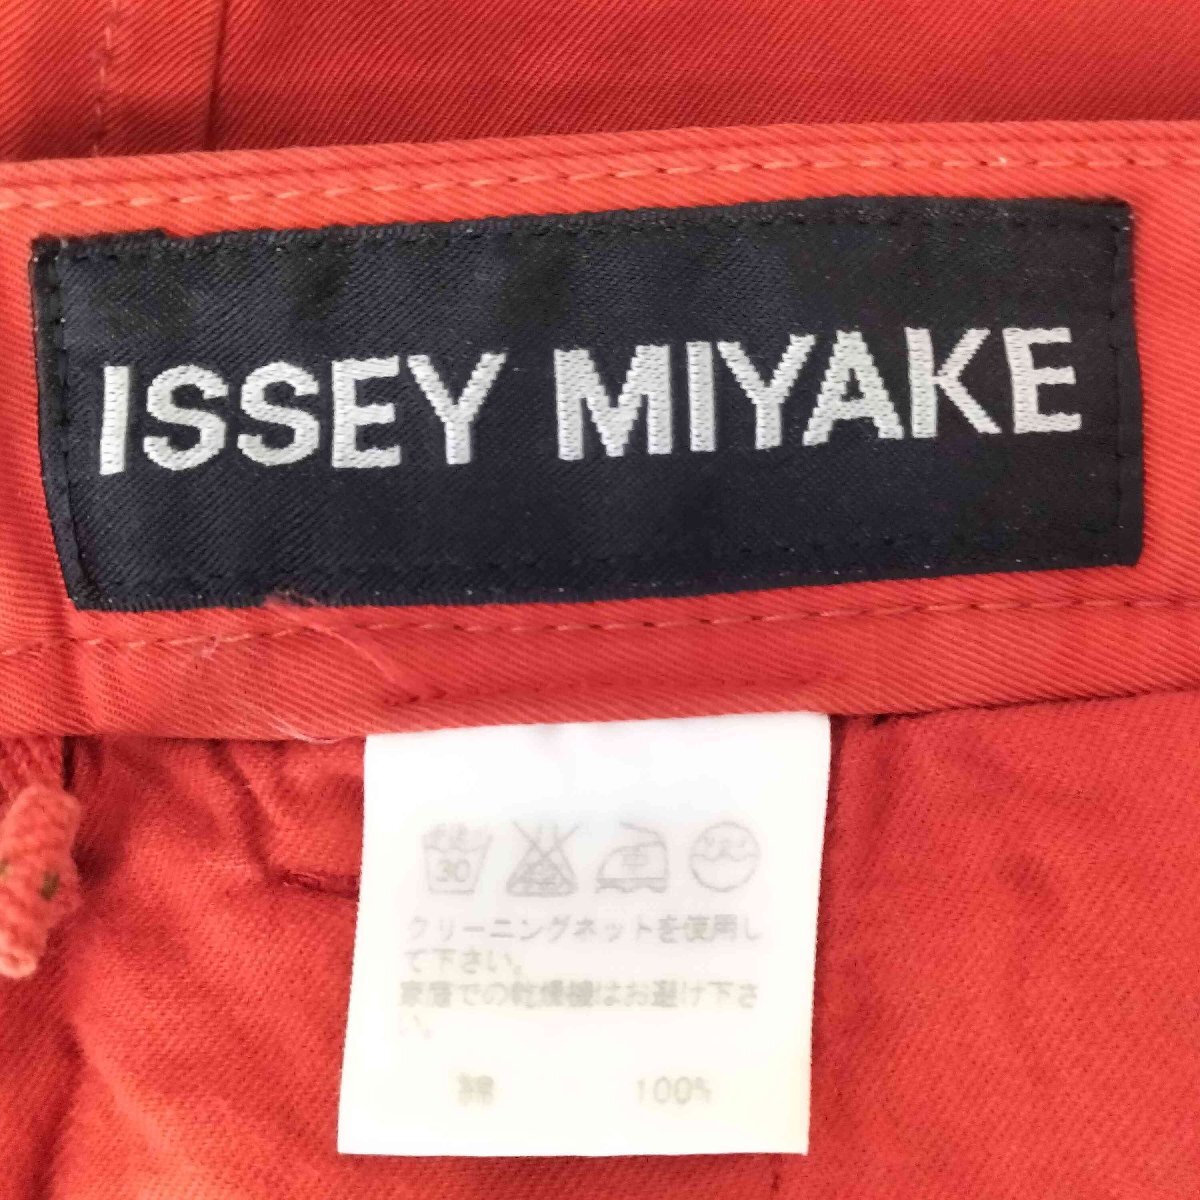 ISSEY MIYAKE
30
クリーニングネットを使用し
て下さい。
家庭での乾燥機はお避け下さ
い。
綿 100%